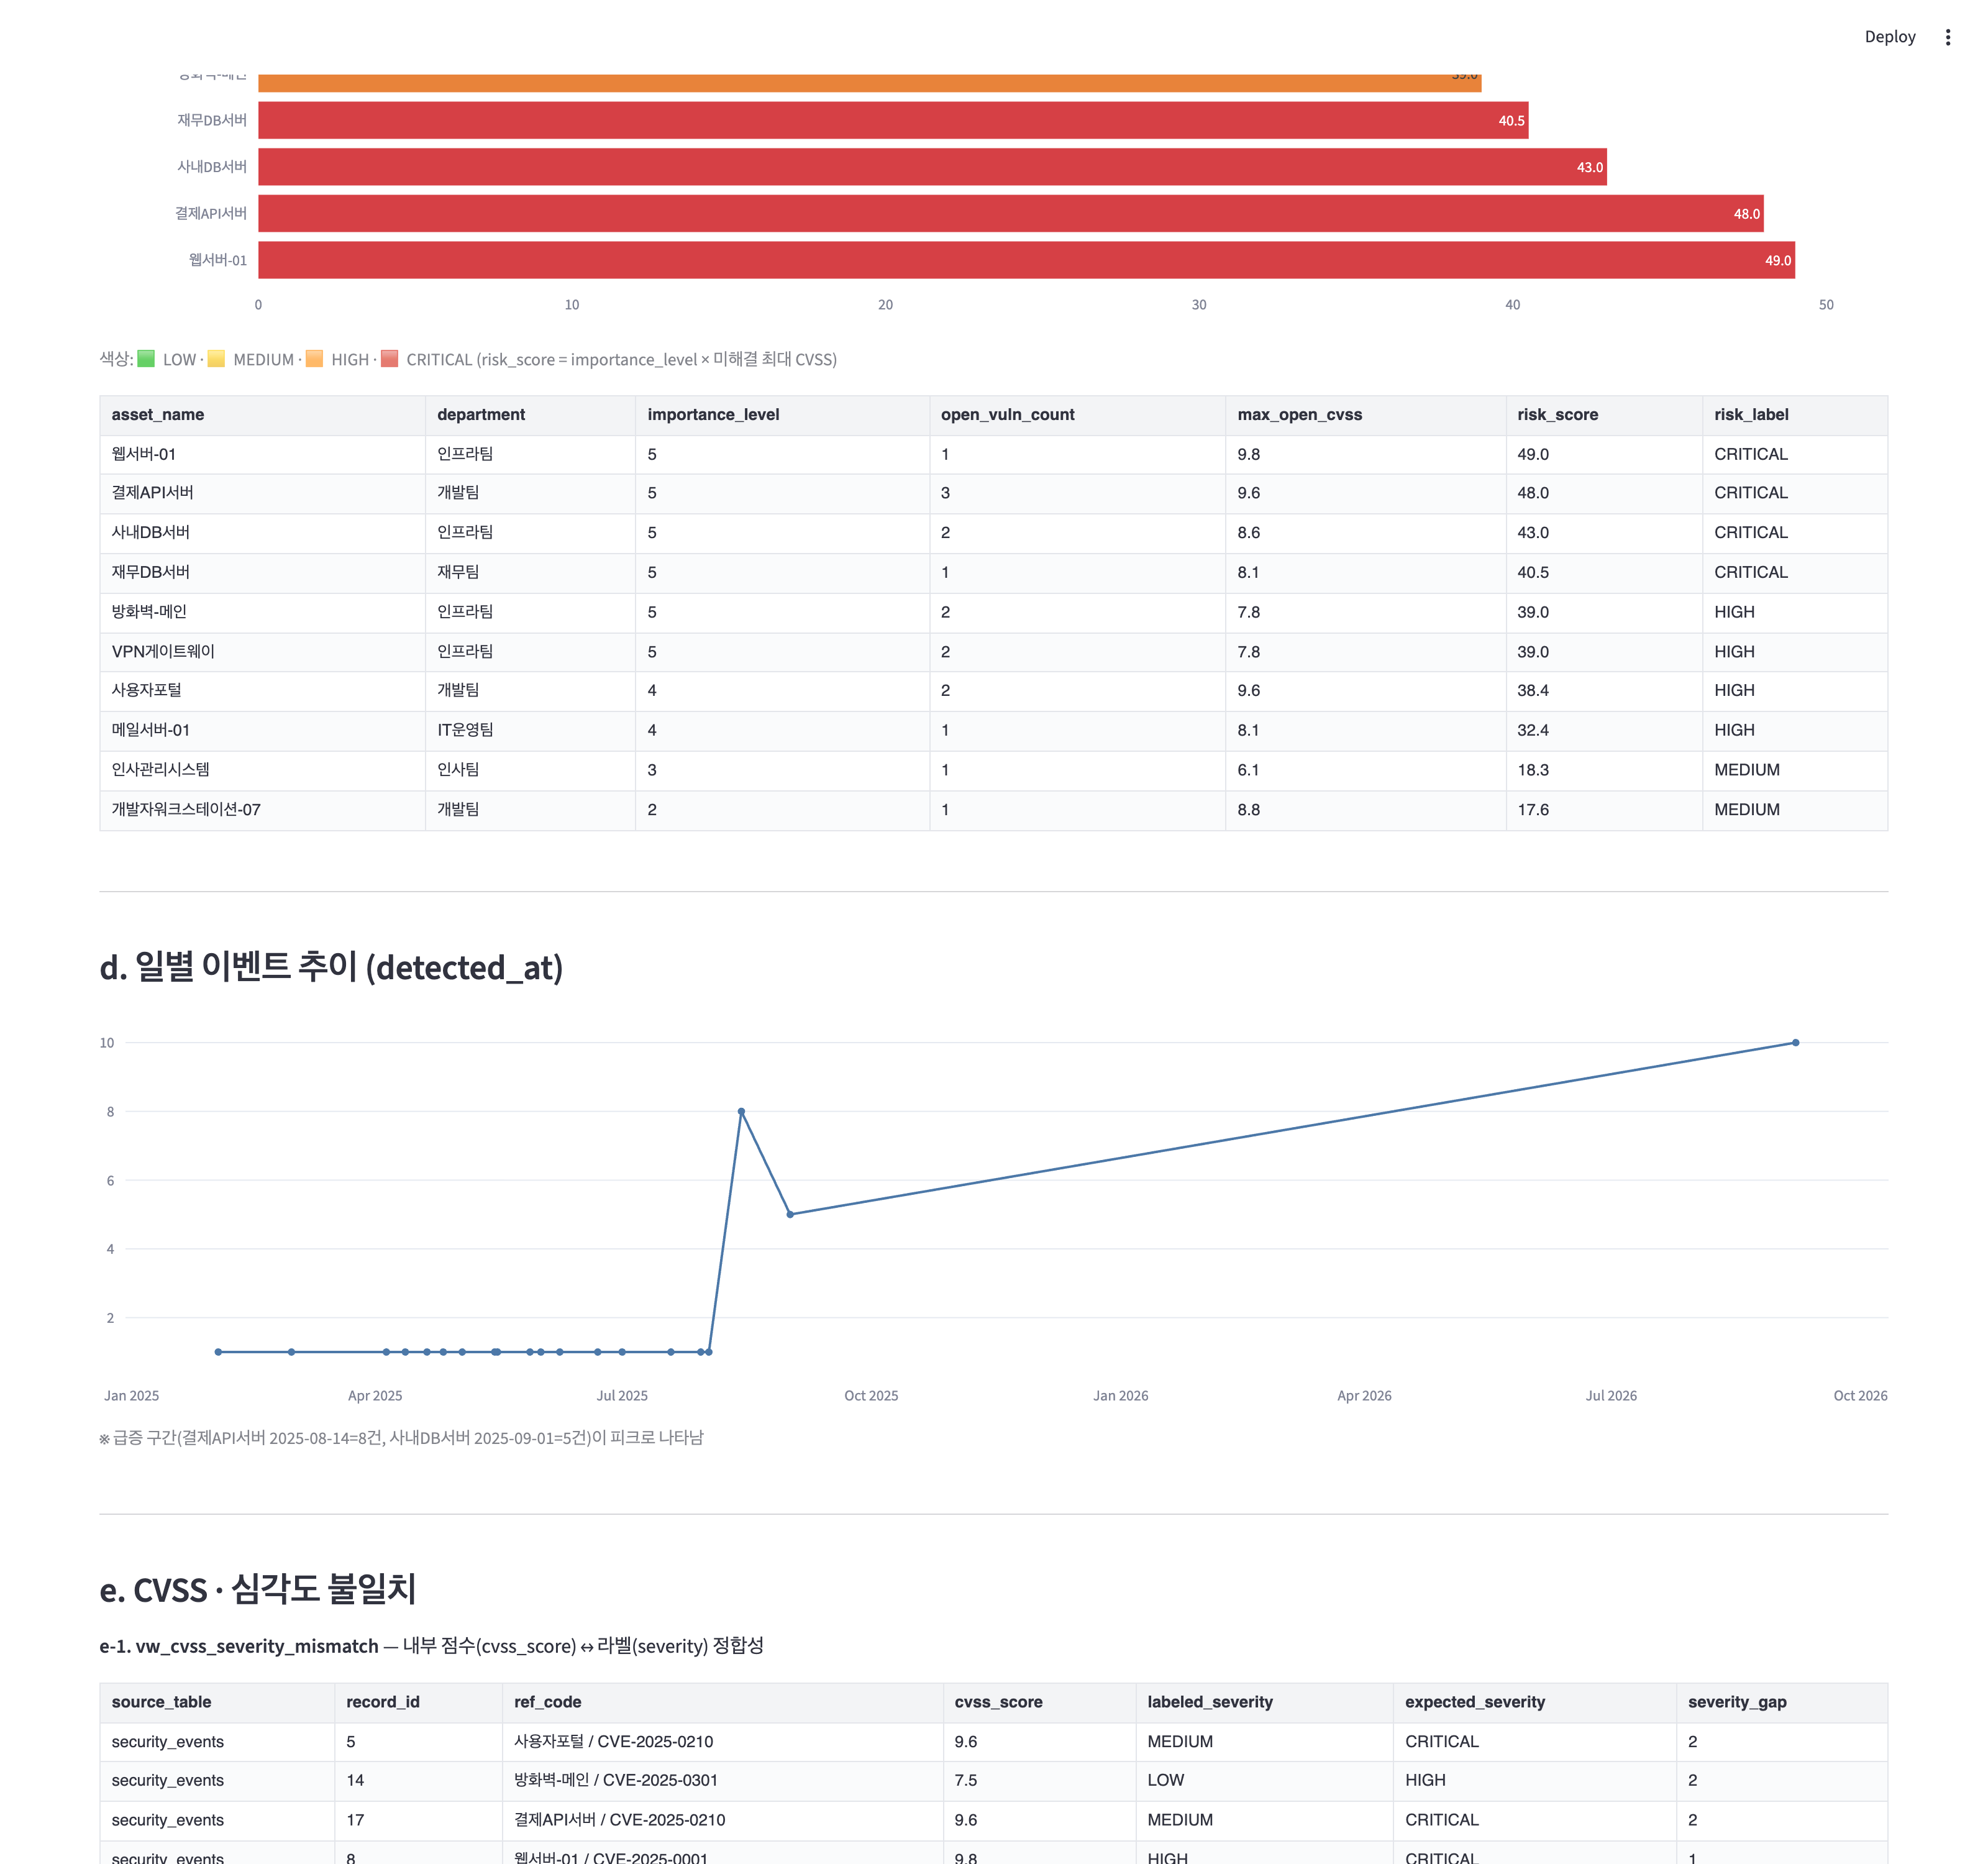 Deploy
방화벽-메인 39.0
재무DB서버 40.5
사내DB서버 43.0
결제API서버 48.0
웹서버-01 49.0
0 10 20 30 40 50
색상: LOW · MEDIUM · HIGH · CRITICAL (risk_score = importance_level × 미해결 최대 CVSS)
asset_name department importance_level open_vuln_count max_open_cvss risk_score risk_label
웹서버-01 인프라팀 5 1 9.8 49.0 CRITICAL
결제API서버 개발팀 5 3 9.6 48.0 CRITICAL
사내DB서버 인프라팀 5 2 8.6 43.0 CRITICAL
재무DB서버 재무팀 5 1 8.1 40.5 CRITICAL
방화벽-메인 인프라팀 5 2 7.8 39.0 HIGH
VPN게이트웨이 인프라팀 5 2 7.8 39.0 HIGH
사용자포털 개발팀 4 2 9.6 38.4 HIGH
메일서버-01 IT운영팀 4 1 8.1 32.4 HIGH
인사관리시스템 인사팀 3 1 6.1 18.3 MEDIUM
개발자워크스테이션-07 개발팀 2 1 8.8 17.6 MEDIUM
d. 일별 이벤트 추이 (detected_at)
10
8
6
4
2
Jan 2025 Apr 2025 Jul 2025 Oct 2025 Jan 2026 Apr 2026 Jul 2026 Oct 2026
※ 급증 구간(결제API서버 2025-08-14=8건, 사내DB서버 2025-09-01=5건)이 피크로 나타남
e. CVSS · 심각도 불일치
e-1. vw_cvss_severity_mismatch — 내부 점수(cvss_score) ↔ 라벨(severity) 정합성
source_table record_id ref_code cvss_score labeled_severity expected_severity severity_gap
security_events 5 사용자포털 / CVE-2025-0210 9.6 MEDIUM CRITICAL 2
security_events 14 방화벽-메인 / CVE-2025-0301 7.5 LOW HIGH 2
security_events 17 결제API서버 / CVE-2025-0210 9.6 MEDIUM CRITICAL 2
security_events 8 웹서버-01 / CVE-2025-0001 9.8 HIGH CRITICAL 1